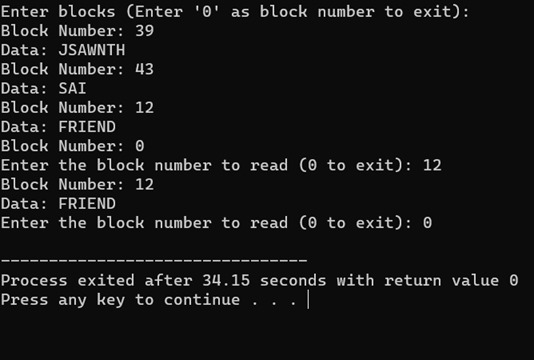 Enter blocks (Enter '0' as block number to exit):
Block Number: 39
Data: JSAWNTH
Block Number: 43
Data: SAI
Block Number: 12
Data: FRIEND
Block Number: 0
Enter the block number to read (0 to exit): 12
Block Number: 12
Data: FRIEND
Enter the block number to read (0 to exit): 0
--------------------------------
Process exited after 34.15 seconds with return value 0
Press any key to continue . . .